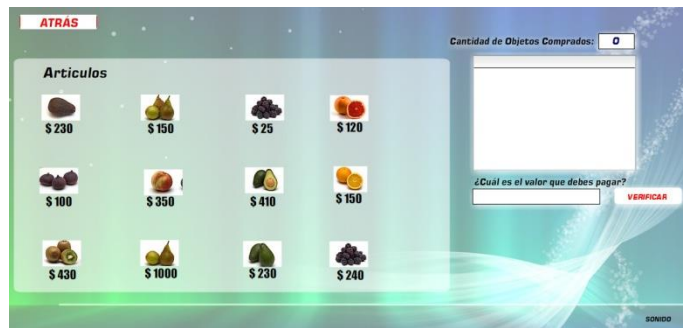 ATRÁS
Cantidad de Objetos Comprados: 0
Articulos
$ 230 $ 150 $ 25 $ 120
$ 100 $ 350 $ 410 $ 150
$ 430 $ 1000 $ 230 $ 240
¿Cuál es el valor que debes pagar?
VERIFICAR
SONIDO